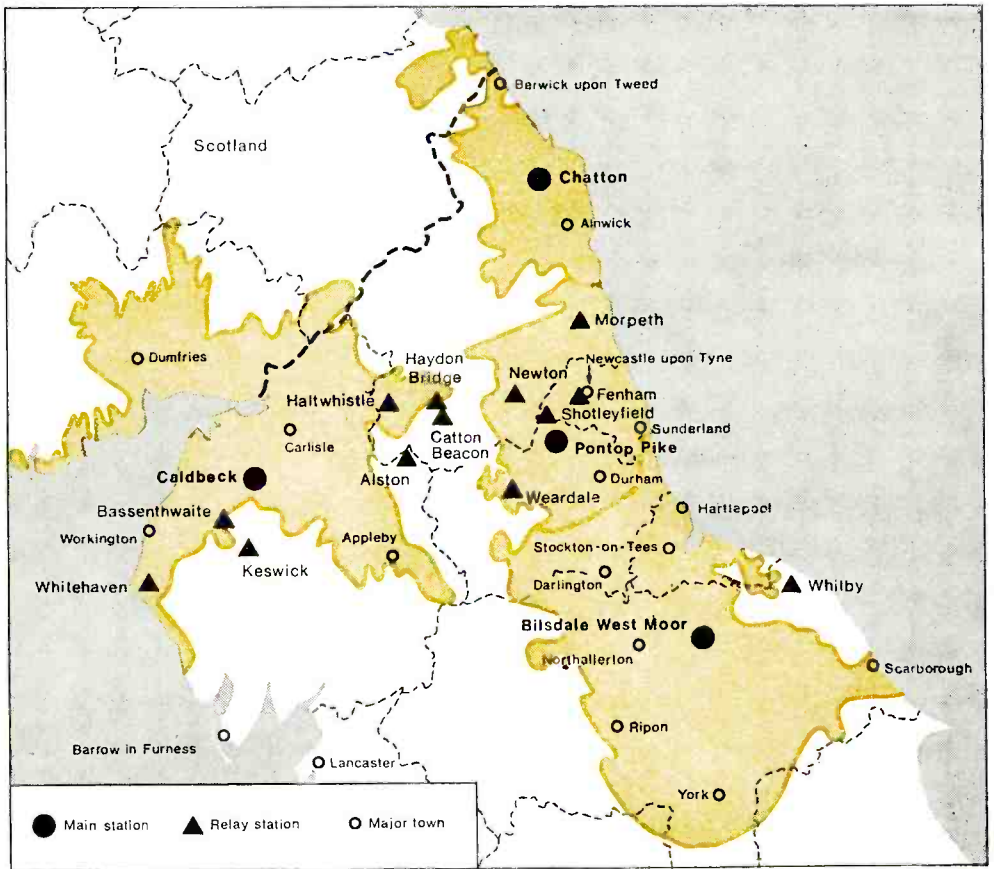 Berwick upon Tweed
Scotland
Chatton
Alnwick
Morpeth
Dumfries
Haydon
Bridge
Newcastle upon Tyne
Newton
Fenham
Haltwhistle
Shotleyfield
Sunderland
Carlisle
Catton
Beacon
Pontop Pike
Caldbeck
Alston
Durham
Weardale
Bassenthwaite
Hartlepool
Workington
Appleby
Stockton-on-Tees
Keswick
Darlington
Whitehaven
Whitby
Bilsdale West Moor
Northallerton
Scarborough
Ripon
Barrow in Furness
Lancaster
York
Main station
Relay station
Major town